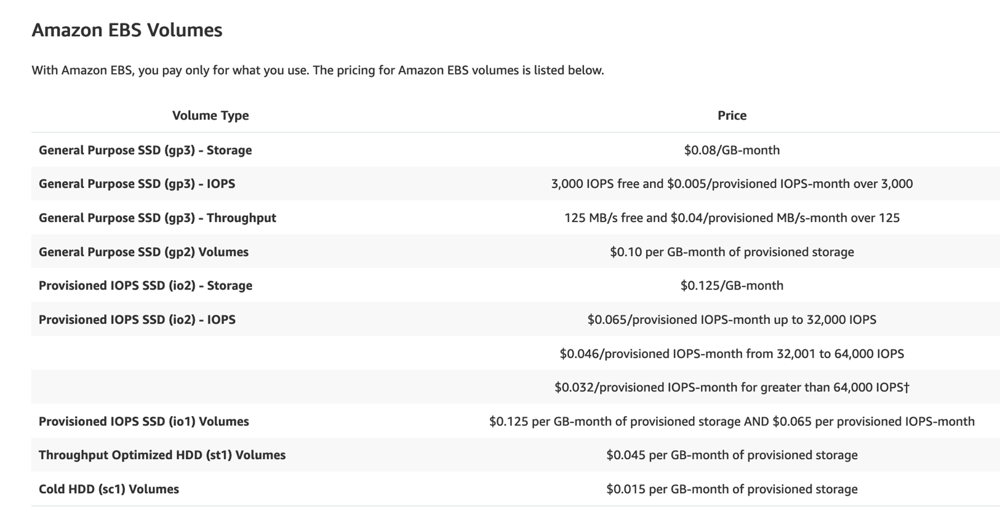 Amazon EBS Volumes
With Amazon EBS, you pay only for what you use. The pricing for Amazon EBS volumes is listed below.
Volume Type Price
General Purpose SSD (gp3) - Storage $0.08/GB-month
General Purpose SSD (gp3) - IOPS 3,000 IOPS free and $0.005/provisioned IOPS-month over 3,000
General Purpose SSD (gp3) - Throughput 125 MB/s free and $0.04/provisioned MB/s-month over 125
General Purpose SSD (gp2) Volumes $0.10 per GB-month of provisioned storage
Provisioned IOPS SSD (io2) - Storage $0.125/GB-month
Provisioned IOPS SSD (io2) - IOPS $0.065/provisioned IOPS-month up to 32,000 IOPS
$0.046/provisioned IOPS-month from 32,001 to 64,000 IOPS
$0.032/provisioned IOPS-month for greater than 64,000 IOPS†
Provisioned IOPS SSD (io1) Volumes $0.125 per GB-month of provisioned storage AND $0.065 per provisioned IOPS-month
Throughput Optimized HDD (st1) Volumes $0.045 per GB-month of provisioned storage
Cold HDD (sc1) Volumes $0.015 per GB-month of provisioned storage